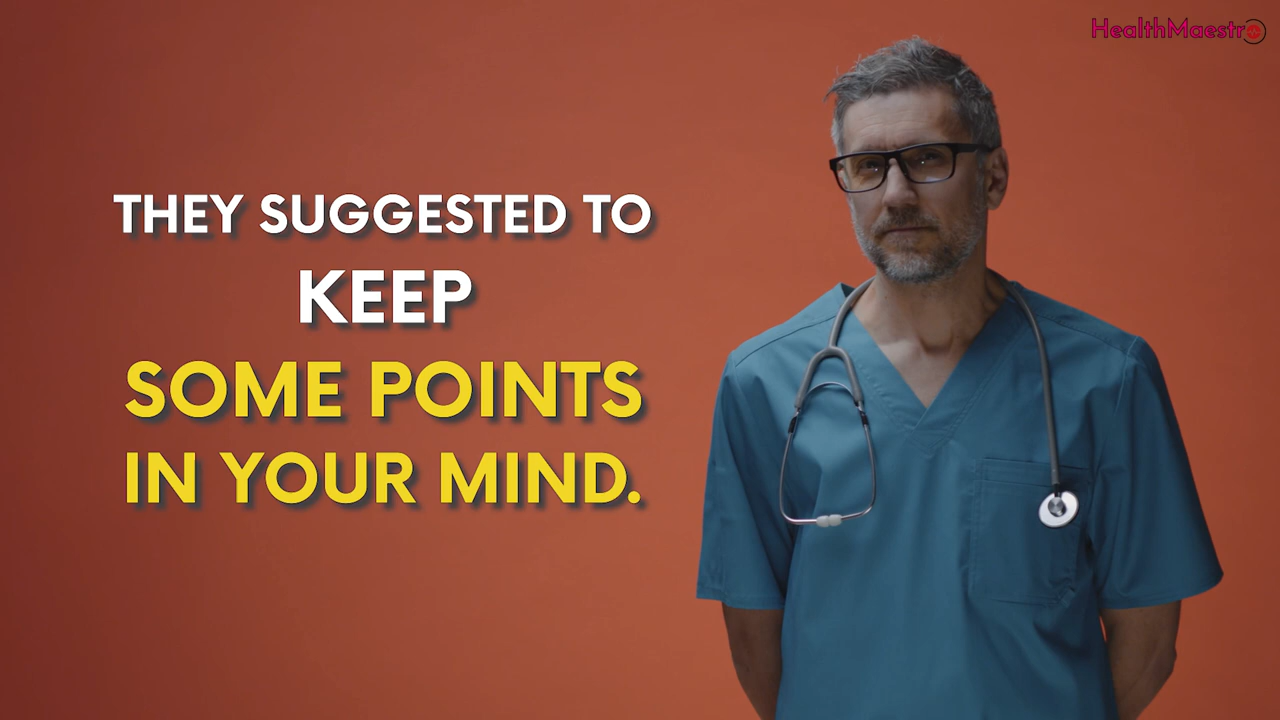 HealthMaestro
THEY SUGGESTED TO
KEEP
SOME POINTS
IN YOUR MIND.